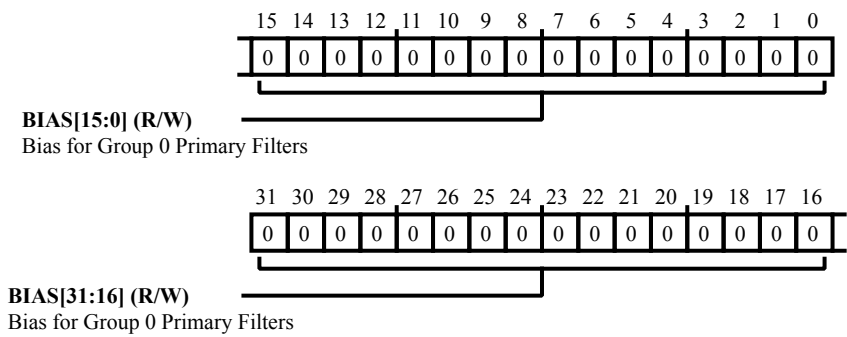 15 14 13 12 11 10 9 8 7 6 5 4 3 2 1 0
0 0 0 0 0 0 0 0 0 0 0 0 0 0 0 0
BIAS[15:0] (R/W)
Bias for Group 0 Primary Filters
31 30 29 28 27 26 25 24 23 22 21 20 19 18 17 16
0 0 0 0 0 0 0 0 0 0 0 0 0 0 0 0
BIAS[31:16] (R/W)
Bias for Group 0 Primary Filters